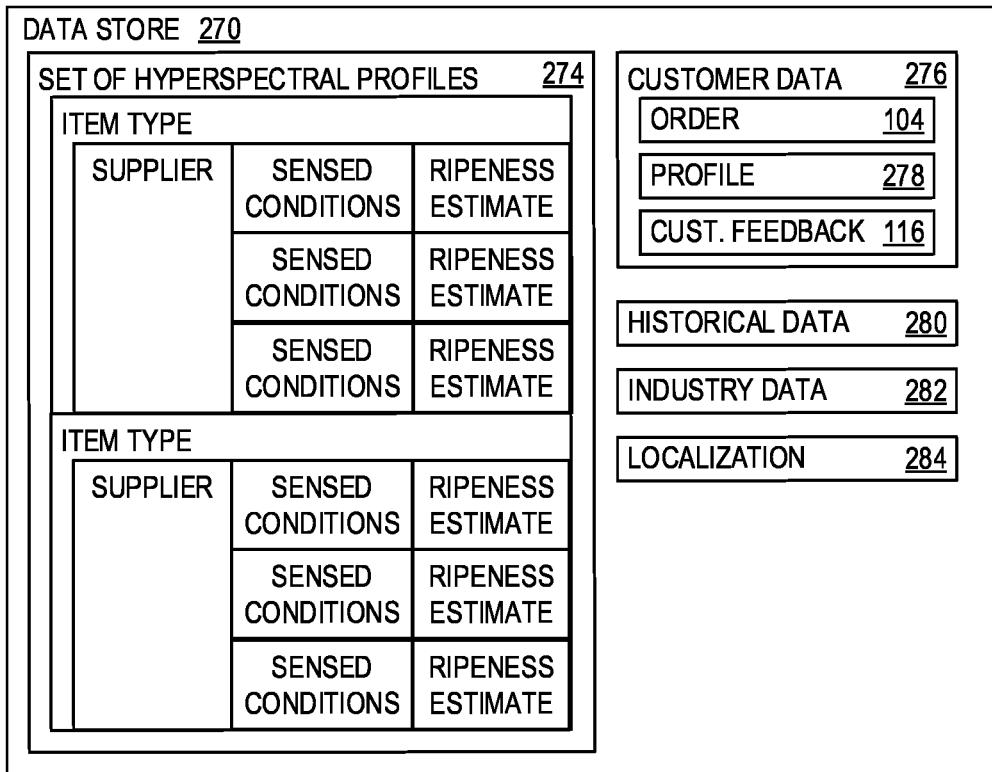 DATA STORE 270
SET OF HYPERSPECTRAL PROFILES 274
ITEM TYPE
SUPPLIER
SENSED
CONDITIONS
RIPENESS
ESTIMATE
SENSED
CONDITIONS
RIPENESS
ESTIMATE
SENSED
CONDITIONS
RIPENESS
ESTIMATE
ITEM TYPE
SUPPLIER
SENSED
CONDITIONS
RIPENESS
ESTIMATE
SENSED
CONDITIONS
RIPENESS
ESTIMATE
SENSED
CONDITIONS
RIPENESS
ESTIMATE
CUSTOMER DATA 276
ORDER 104
PROFILE 278
CUST. FEEDBACK 116
HISTORICAL DATA 280
INDUSTRY DATA 282
LOCALIZATION 284